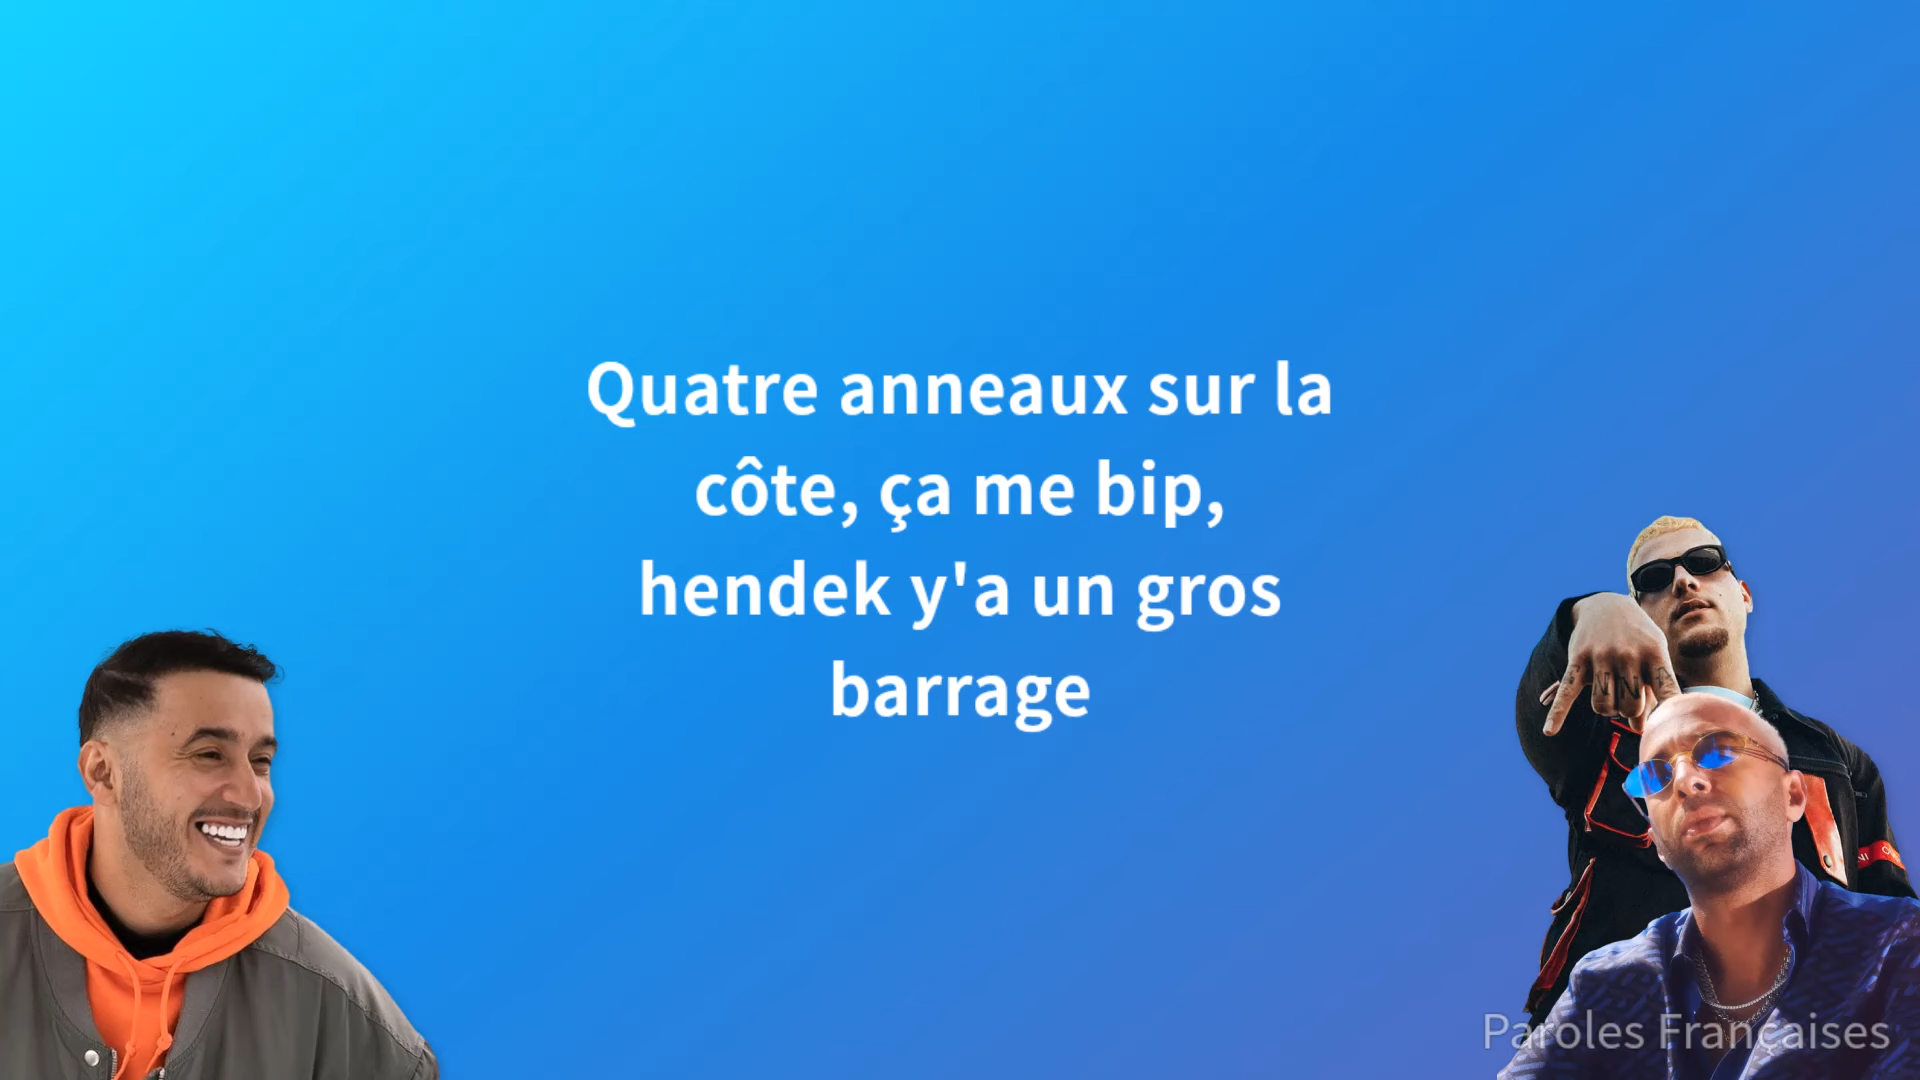 Quatre anneaux sur la
côte, ça me bip,
hendek y'a un gros
barrage
Paroles Françaises